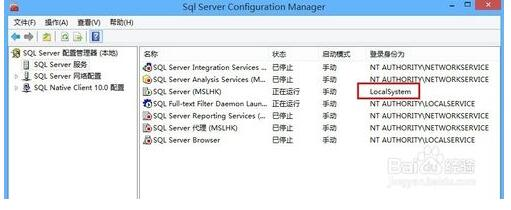 Sql Server Configuration Manager
文件(F) 操作(A) 查看(V) 帮助(H)
SQL Server 配置管理器 (本地)
SQL Server 服务
SQL Server 网络配置
SQL Native Client 10.0 配置
名称 状态 启动模式 登录身份为
SQL Server Integration Services ... 已停止 手动 NT AUTHORITY\NETWORKSERVICE
SQL Server Analysis Services (M... 已停止 手动 NT AUTHORITY\NETWORKSERVICE
SQL Server (MSLHK) 正在运行 手动 LocalSystem
SQL Full-text Filter Daemon Laun... 正在运行 手动 NT AUTHORITY\LOCALSERVICE
SQL Server Reporting Services (... 已停止 手动 NT AUTHORITY\NETWORKSERVICE
SQL Server 代理 (MSLHK) 已停止 手动 NT AUTHORITY\NETWORKSERVICE
SQL Server Browser 已停止 手动 NT AUTHORITY\LOCALSERVICE
Baidu 经验
jingyan.baidu.com